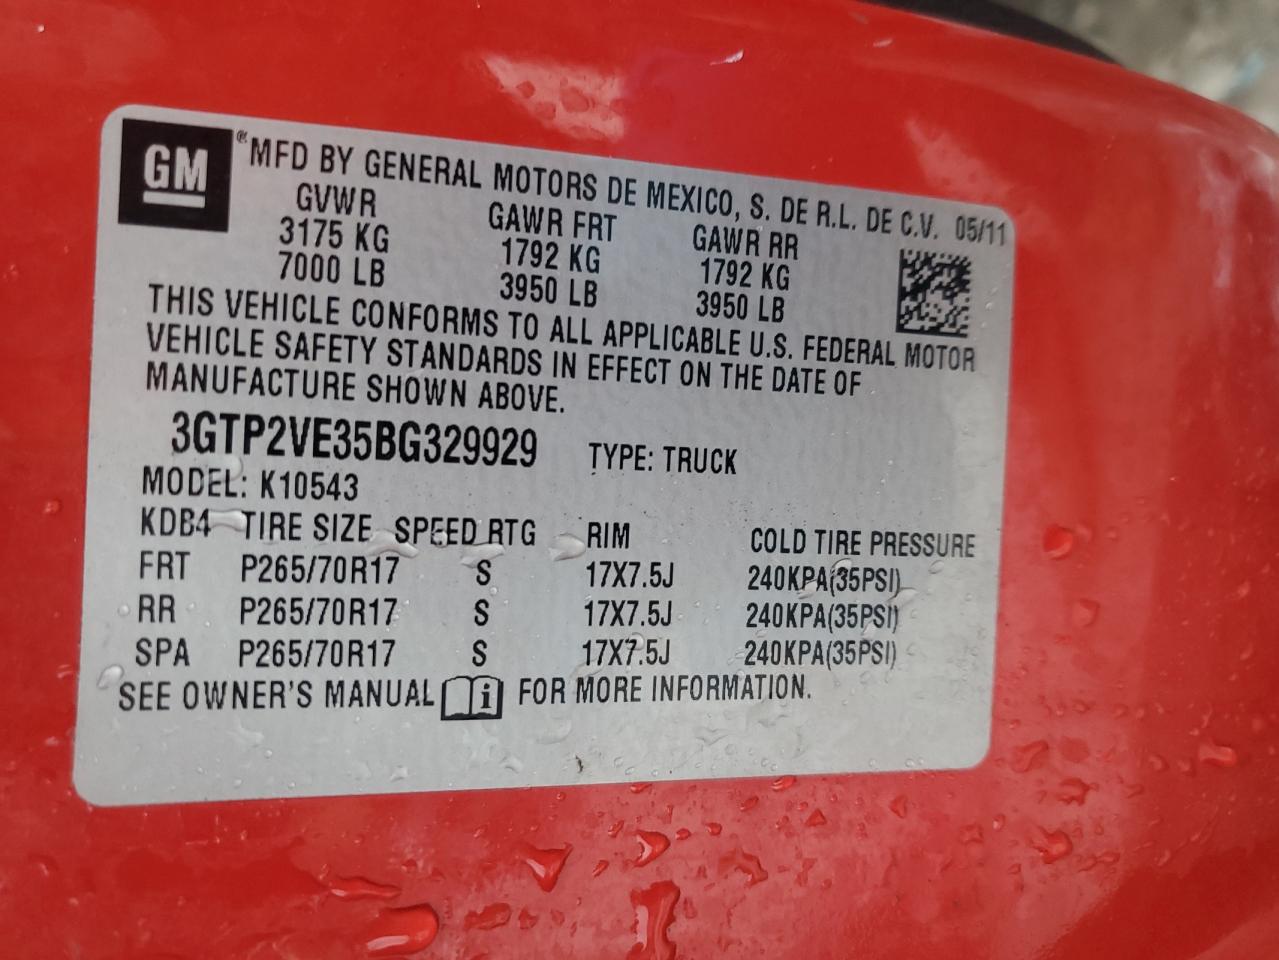 GM ® MFD BY GENERAL MOTORS DE MEXICO, S. DE R.L. DE C.V. 05/11
GVWR GAWR FRT GAWR RR
3175 KG 1792 KG 1792 KG
7000 LB 3950 LB 3950 LB
THIS VEHICLE CONFORMS TO ALL APPLICABLE U.S. FEDERAL MOTOR
VEHICLE SAFETY STANDARDS IN EFFECT ON THE DATE OF
MANUFACTURE SHOWN ABOVE.
3GTP2VE35BG329929 TYPE: TRUCK
MODEL: K10543
KDB4 TIRE SIZE SPEED RTG RIM COLD TIRE PRESSURE
FRT P265/70R17 S 17X7.5J 240KPA(35PSI)
RR P265/70R17 S 17X7.5J 240KPA(35PSI)
SPA P265/70R17 S 17X7.5J 240KPA(35PSI)
SEE OWNER'S MANUAL i FOR MORE INFORMATION.